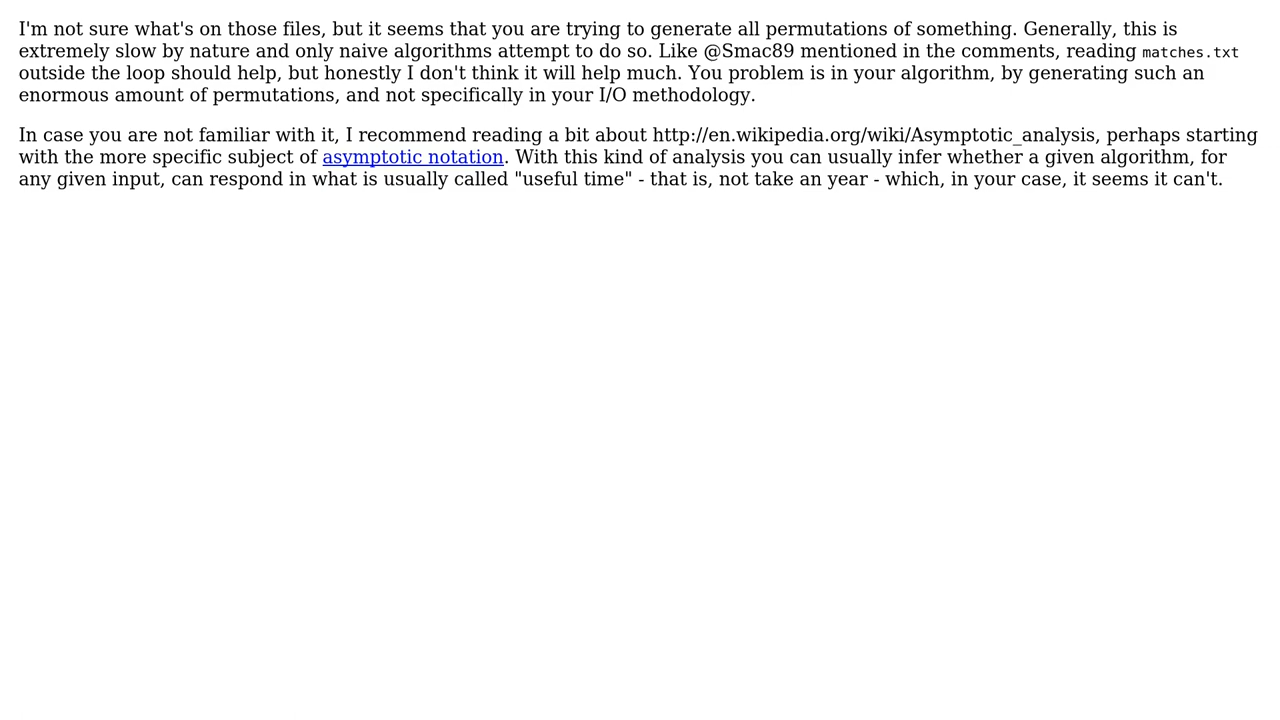 I'm not sure what's on those files, but it seems that you are trying to generate all permutations of something. Generally, this is
extremely slow by nature and only naive algorithms attempt to do so. Like @Smac89 mentioned in the comments, reading matches.txt
outside the loop should help, but honestly I don't think it will help much. You problem is in your algorithm, by generating such an
enormous amount of permutations, and not specifically in your I/O methodology.
In case you are not familiar with it, I recommend reading a bit about http://en.wikipedia.org/wiki/Asymptotic_analysis, perhaps starting
with the more specific subject of asymptotic notation. With this kind of analysis you can usually infer whether a given algorithm, for
any given input, can respond in what is usually called "useful time" - that is, not take an year - which, in your case, it seems it can't.